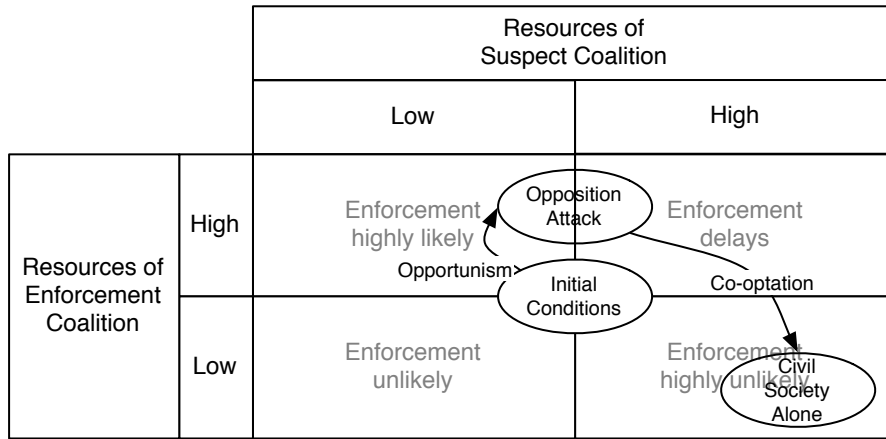 Resources of
Suspect Coalition
Low
High
Resources of
Enforcement
Coalition
High
Enforcement
highly likely
Opposition
Attack
Enforcement
delays
Opportunism
Initial
Conditions
Co-optation
Low
Enforcement
unlikely
Enforcement
highly unlikely
Civil
Society
Alone